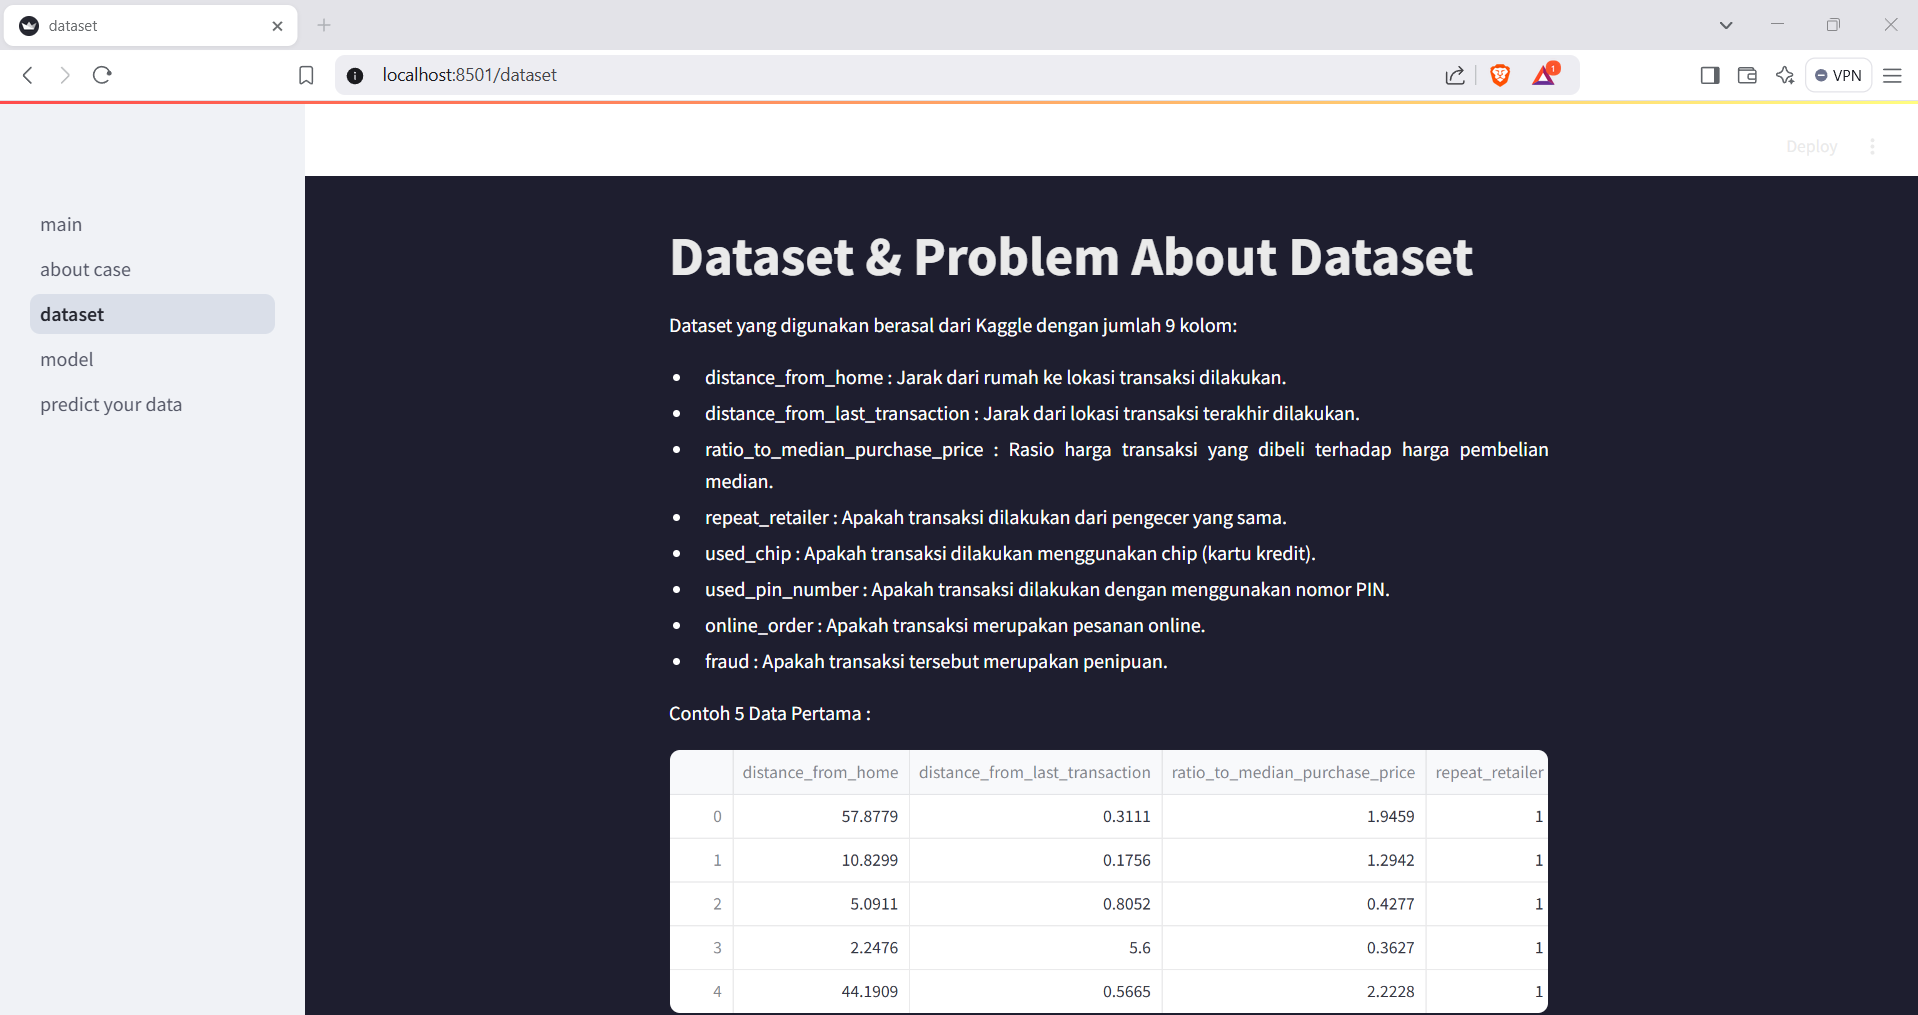 dataset
localhost:8501/dataset
1
VPN
Deploy
main
about case
dataset
model
predict your data
Dataset & Problem About Dataset
Dataset yang digunakan berasal dari Kaggle dengan jumlah 9 kolom:
distance_from_home : Jarak dari rumah ke lokasi transaksi dilakukan.
distance_from_last_transaction : Jarak dari lokasi transaksi terakhir dilakukan.
ratio_to_median_purchase_price : Rasio harga transaksi yang dibeli terhadap harga pembelian
median.
repeat_retailer : Apakah transaksi dilakukan dari pengecer yang sama.
used_chip : Apakah transaksi dilakukan menggunakan chip (kartu kredit).
used_pin_number : Apakah transaksi dilakukan dengan menggunakan nomor PIN.
online_order : Apakah transaksi merupakan pesanan online.
fraud : Apakah transaksi tersebut merupakan penipuan.
Contoh 5 Data Pertama :
distance_from_home distance_from_last_transaction ratio_to_median_purchase_price repeat_retailer
0 57.8779 0.3111 1.9459 1
1 10.8299 0.1756 1.2942 1
2 5.0911 0.8052 0.4277 1
3 2.2476 5.6 0.3627 1
4 44.1909 0.5665 2.2228 1